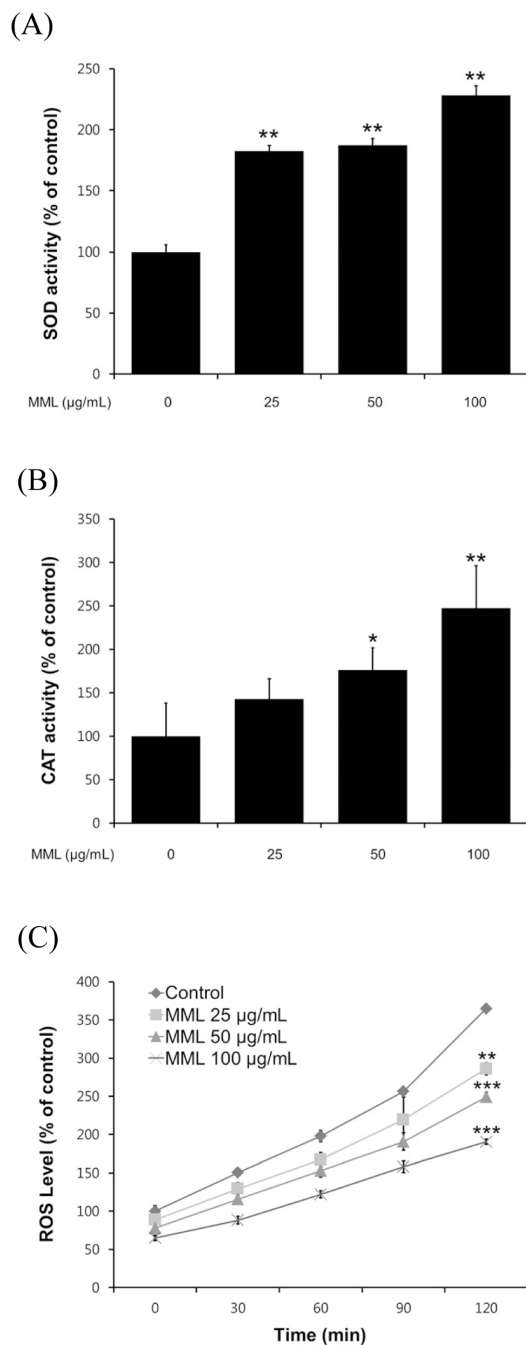 (A)
SOD activity (% of control)
250
200
150
100
50
0
**
**
**
MML (µg/mL) 0 25 50 100
(B)
CAT activity (% of control)
350
300
250
200
150
100
50
0
*
**
MML (µg/mL) 0 25 50 100
(C)
ROS Level (% of control)
400
350
300
250
200
150
100
50
0
Control
MML 25 µg/mL
MML 50 µg/mL
MML 100 µg/mL
**
***
***
0 30 60 90 120
Time (min)